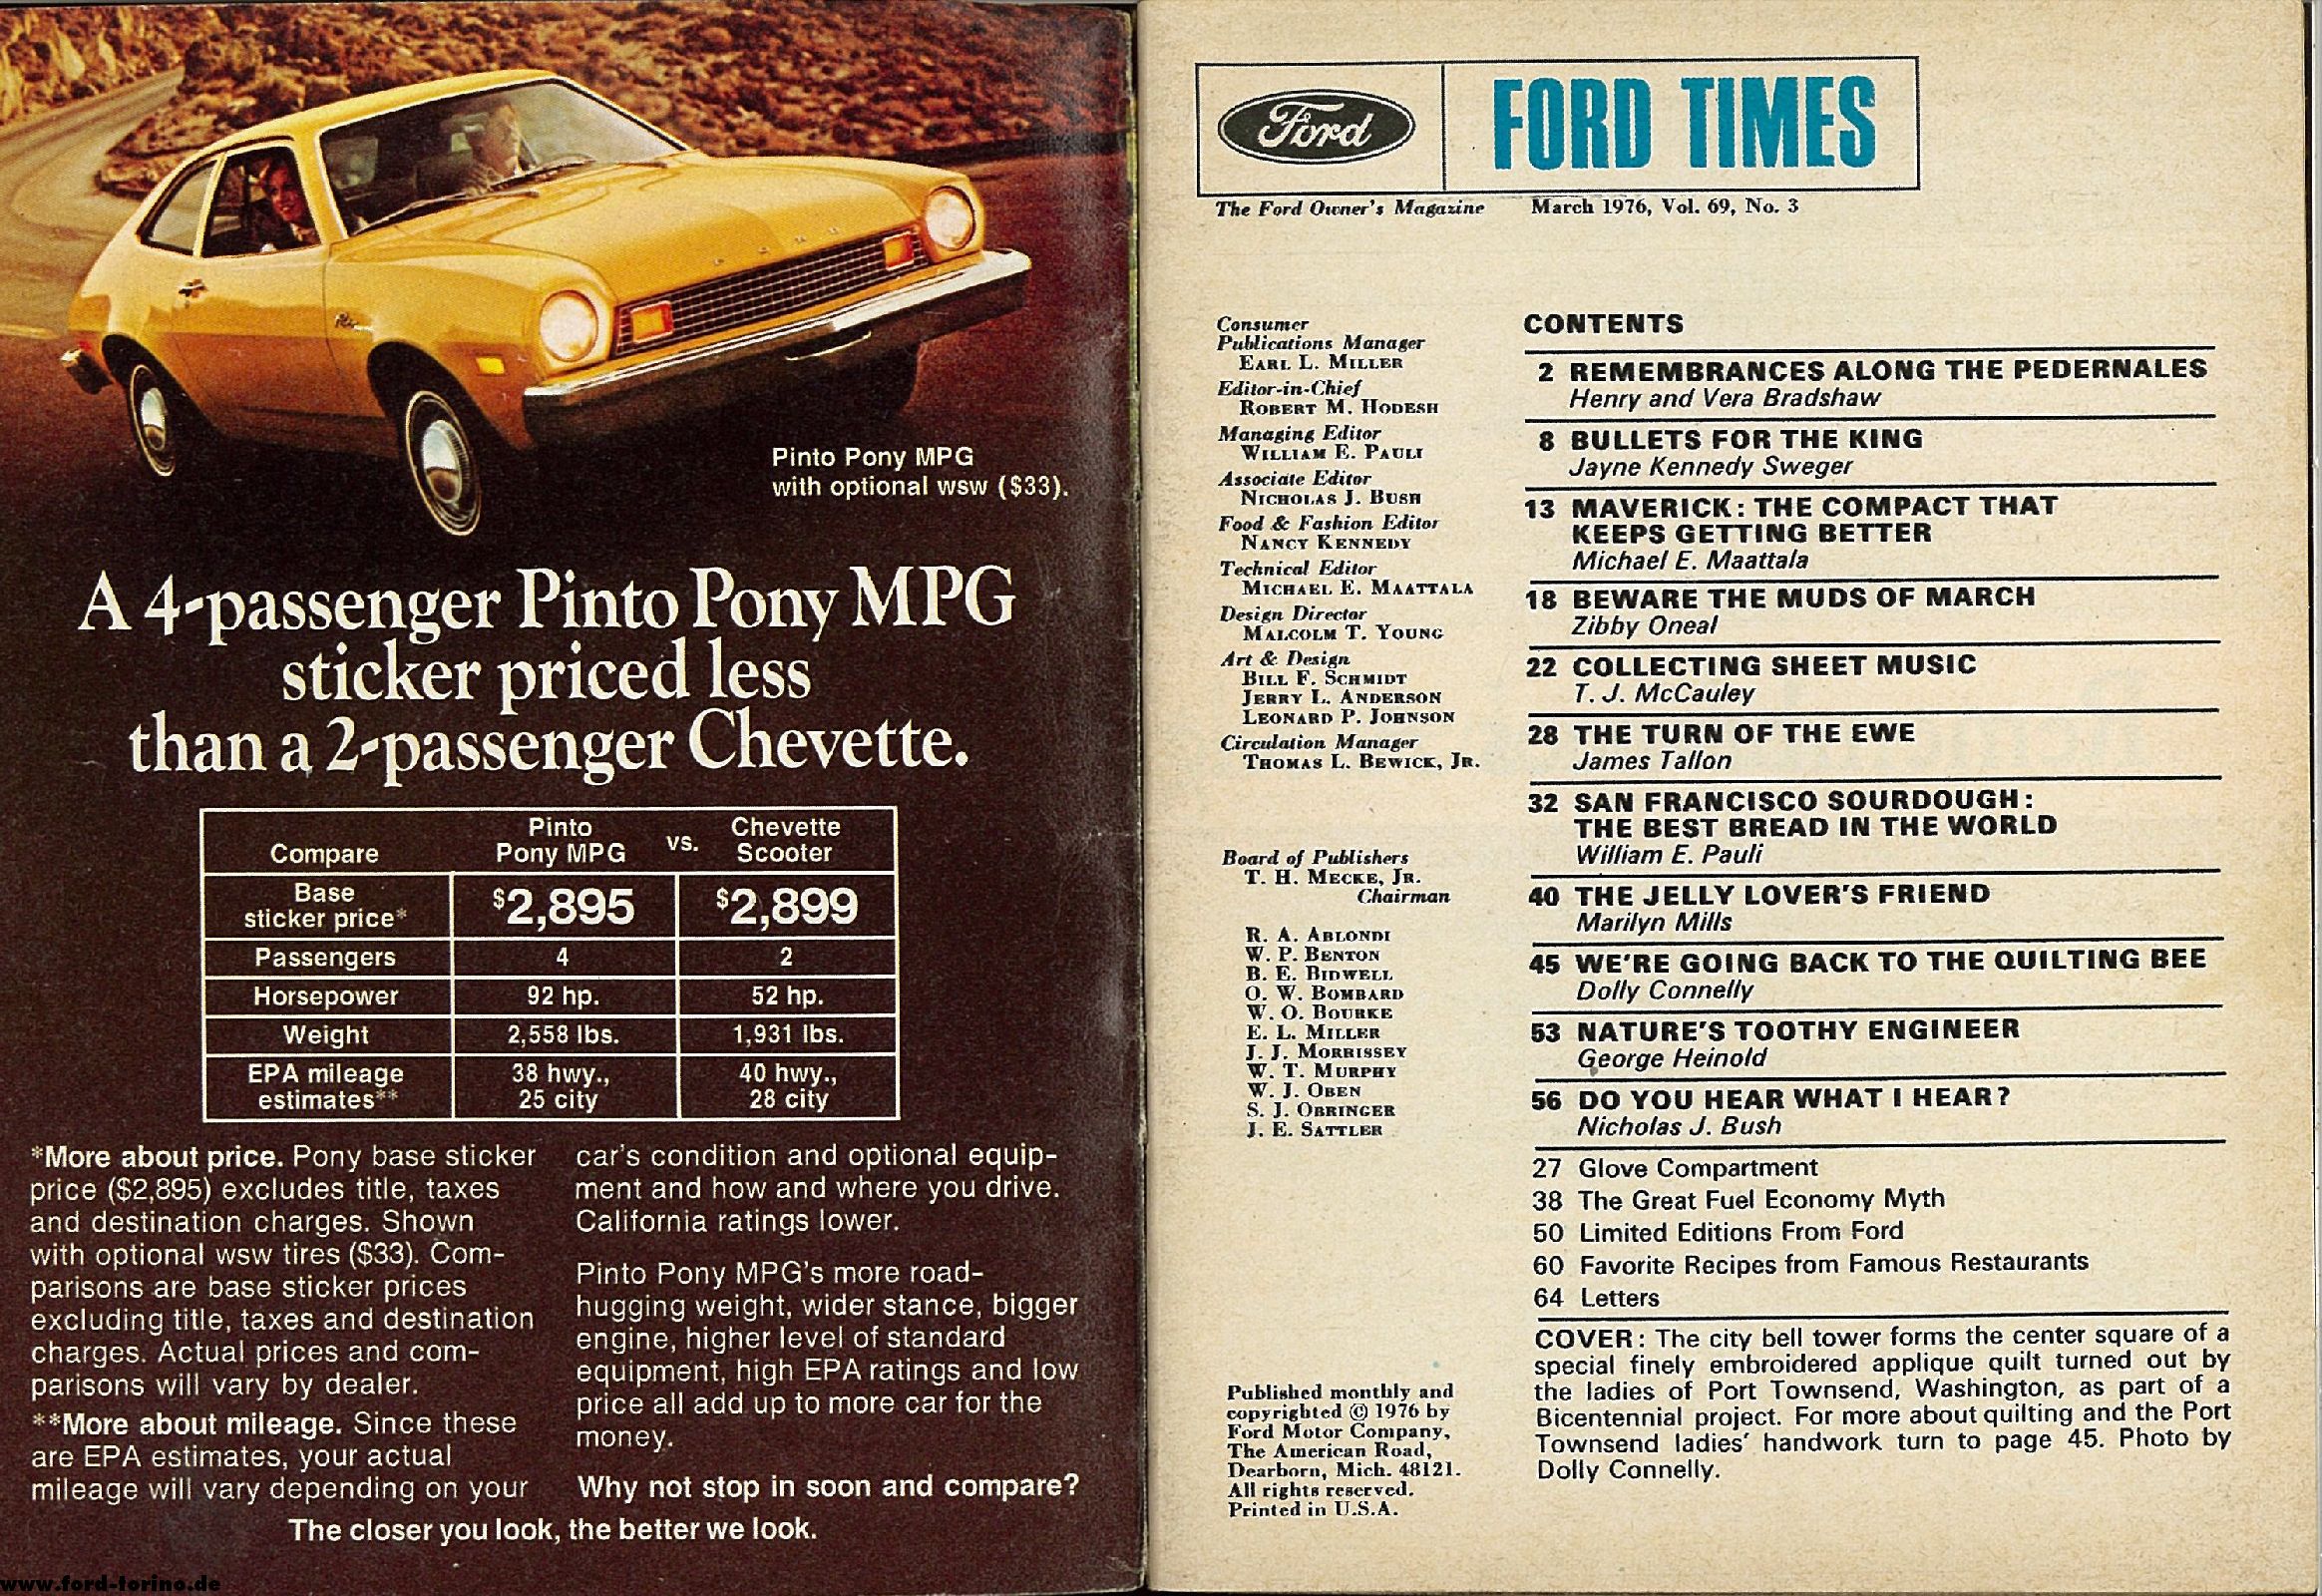 Pinto Pony MPG
with optional wsw ($33).
A 4-passenger Pinto Pony MPG
sticker priced less
than a 2-passenger Chevette.
Compare Pinto Pony MPG vs. Chevette Scooter
Base sticker price* $2,895 $2,899
Passengers 4 2
Horsepower 92 hp. 52 hp.
Weight 2,558 lbs. 1,931 lbs.
EPA mileage estimates** 38 hwy., 25 city 40 hwy., 28 city
*More about price. Pony base sticker
price ($2,895) excludes title, taxes
and destination charges. Shown
with optional wsw tires ($33). Com-
parisons are base sticker prices
excluding title, taxes and destination
charges. Actual prices and com-
parisons will vary by dealer.
**More about mileage. Since these
are EPA estimates, your actual
mileage will vary depending on your
car's condition and optional equip-
ment and how and where you drive.
California ratings lower.
Pinto Pony MPG's more road-
hugging weight, wider stance, bigger
engine, higher level of standard
equipment, high EPA ratings and low
price all add up to more car for the
money.
Why not stop in soon and compare?
The closer you look, the better we look.
www.ford-torino.de
Ford
FORD TIMES
The Ford Owner's Magazine March 1976, Vol. 69, No. 3
Consumer
Publications Manager
EARL L. MILLER
Editor-in-Chief
ROBERT M. HODESH
Managing Editor
WILLIAM E. PAULI
Associate Editor
NICHOLAS J. BUSH
Food & Fashion Editor
NANCY KENNEDY
Technical Editor
MICHAEL E. MAATTALA
Design Director
MALCOLM T. YOUNG
Art & Design
BILL F. SCHMIDT
JERRY L. ANDERSON
LEONARD P. JOHNSON
Circulation Manager
THOMAS L. BEWICK, JR.
Board of Publishers
T. H. MECKE, JR.
Chairman
R. A. ABLONDI
W. P. BENTON
B. E. BIDWELL
O. W. BOMBARD
W. O. BOURKE
E. L. MILLER
J. J. MORRISSEY
W. T. MURPHY
W. J. OBEN
S. J. OBRINGER
J. E. SATTLER
Published monthly and
copyrighted © 1976 by
Ford Motor Company,
The American Road,
Dearborn, Mich. 48121.
All rights reserved.
Printed in U.S.A.
CONTENTS
2 REMEMBRANCES ALONG THE PEDERNALES
Henry and Vera Bradshaw
8 BULLETS FOR THE KING
Jayne Kennedy Sweger
13 MAVERICK: THE COMPACT THAT
KEEPS GETTING BETTER
Michael E. Maattala
18 BEWARE THE MUDS OF MARCH
Zibby Oneal
22 COLLECTING SHEET MUSIC
T. J. McCauley
28 THE TURN OF THE EWE
James Tallon
32 SAN FRANCISCO SOURDOUGH:
THE BEST BREAD IN THE WORLD
William E. Pauli
40 THE JELLY LOVER'S FRIEND
Marilyn Mills
45 WE'RE GOING BACK TO THE QUILTING BEE
Dolly Connelly
53 NATURE'S TOOTHY ENGINEER
George Heinold
56 DO YOU HEAR WHAT I HEAR?
Nicholas J. Bush
27 Glove Compartment
38 The Great Fuel Economy Myth
50 Limited Editions From Ford
60 Favorite Recipes from Famous Restaurants
64 Letters
COVER: The city bell tower forms the center square of a
special finely embroidered applique quilt turned out by
the ladies of Port Townsend, Washington, as part of a
Bicentennial project. For more about quilting and the Port
Townsend ladies' handwork turn to page 45. Photo by
Dolly Connelly.